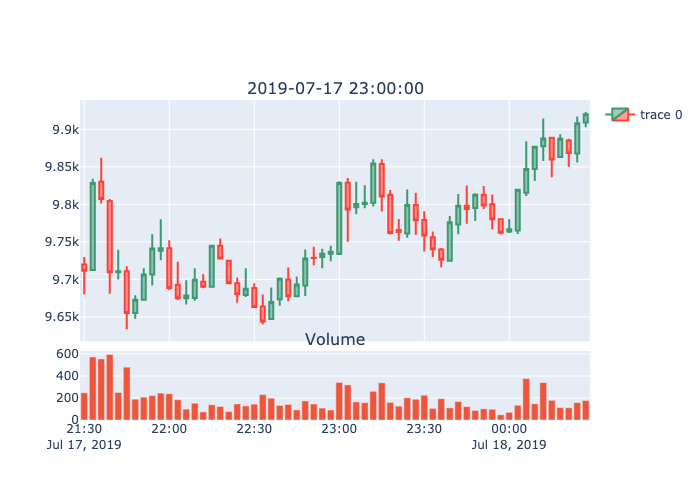 2019-07-17 23:00:00
trace 0
9.9k
9.85k
9.8k
9.75k
9.7k
9.65k
Volume
600
400
200
0
21:30 22:00 22:30 23:00 23:30 00:00
Jul 17, 2019 Jul 18, 2019